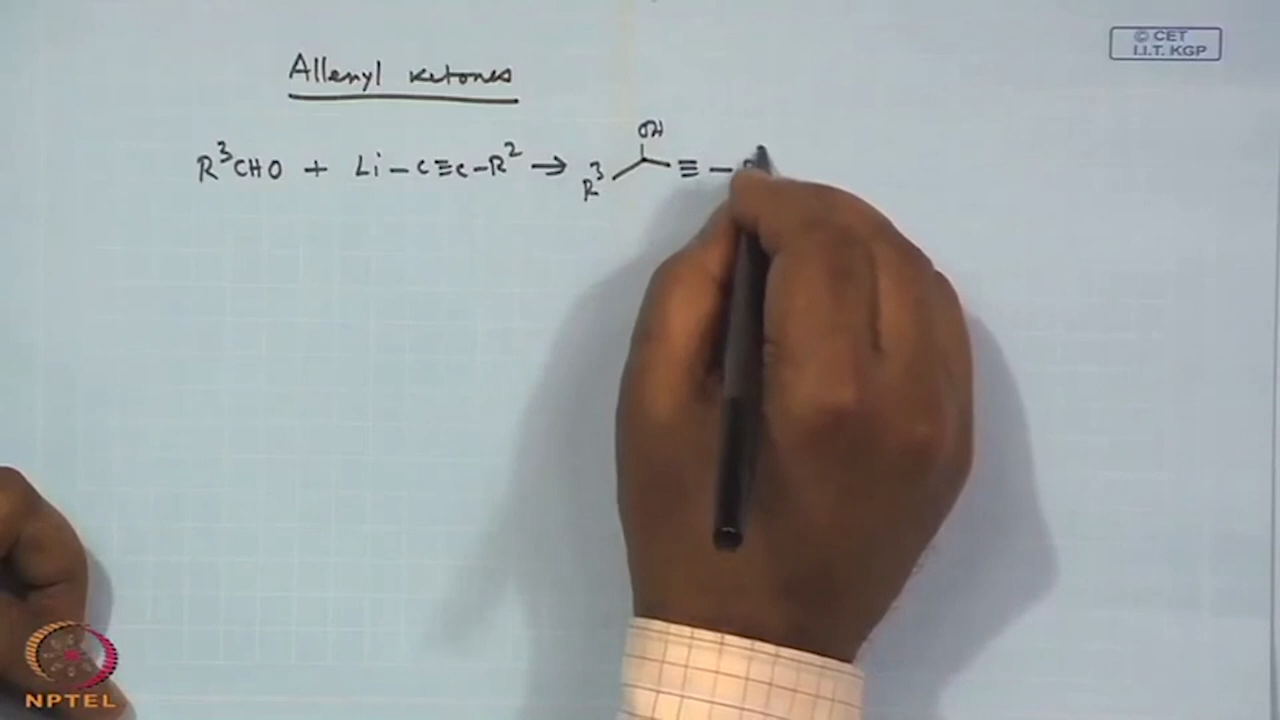 © CET
I.I.T. KGP
Allenyl ketones
R³CHO + Li–C≡C–R² → R³ OH ≡ –
NPTEL